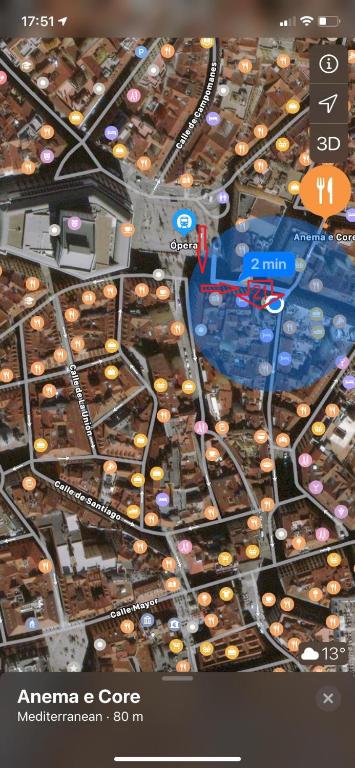 17:51
3D
Calle de Campomanes
Ópera
Anema e Core
2 min
Calle de La Unión
Calle de Santiago
Calle Mayor
13°
Anema e Core
Mediterranean · 80 m